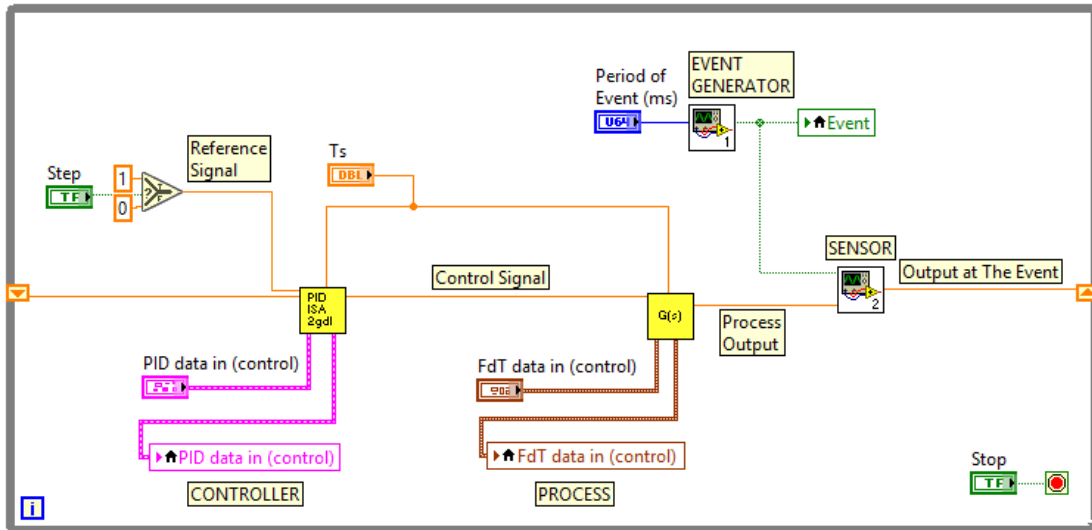 EVENT
GENERATOR
Period of
Event (ms)
U64
1
Event
Reference
Signal
Step
TF
1
0
?
T
F
Ts
DBL
SENSOR
2
Output at The Event
Control Signal
PID
ISA
2gdl
G(s)
Process
Output
PID data in (control)
FdT data in (control)
PID data in (control)
FdT data in (control)
CONTROLLER
PROCESS
Stop
TF
i